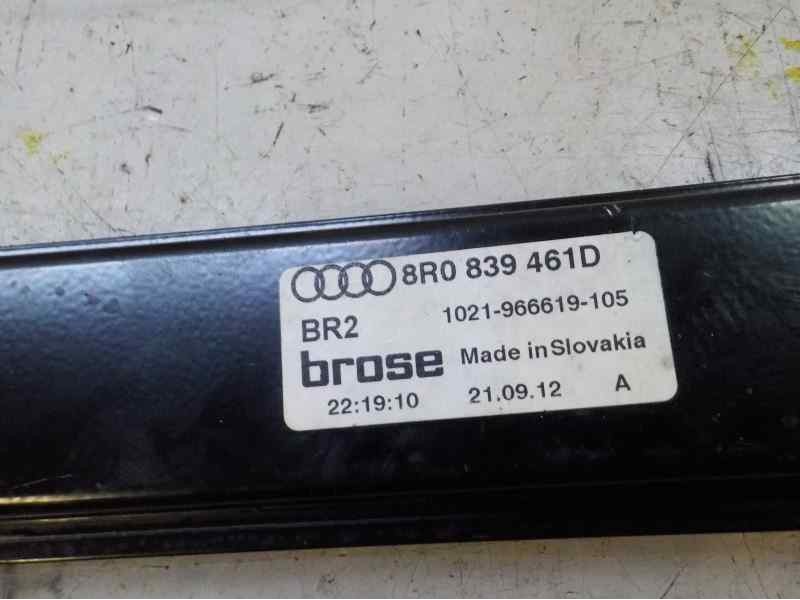 8R0 839 461D
BR2 1021-966619-105
brose Made in Slovakia
22:19:10 21.09.12 A